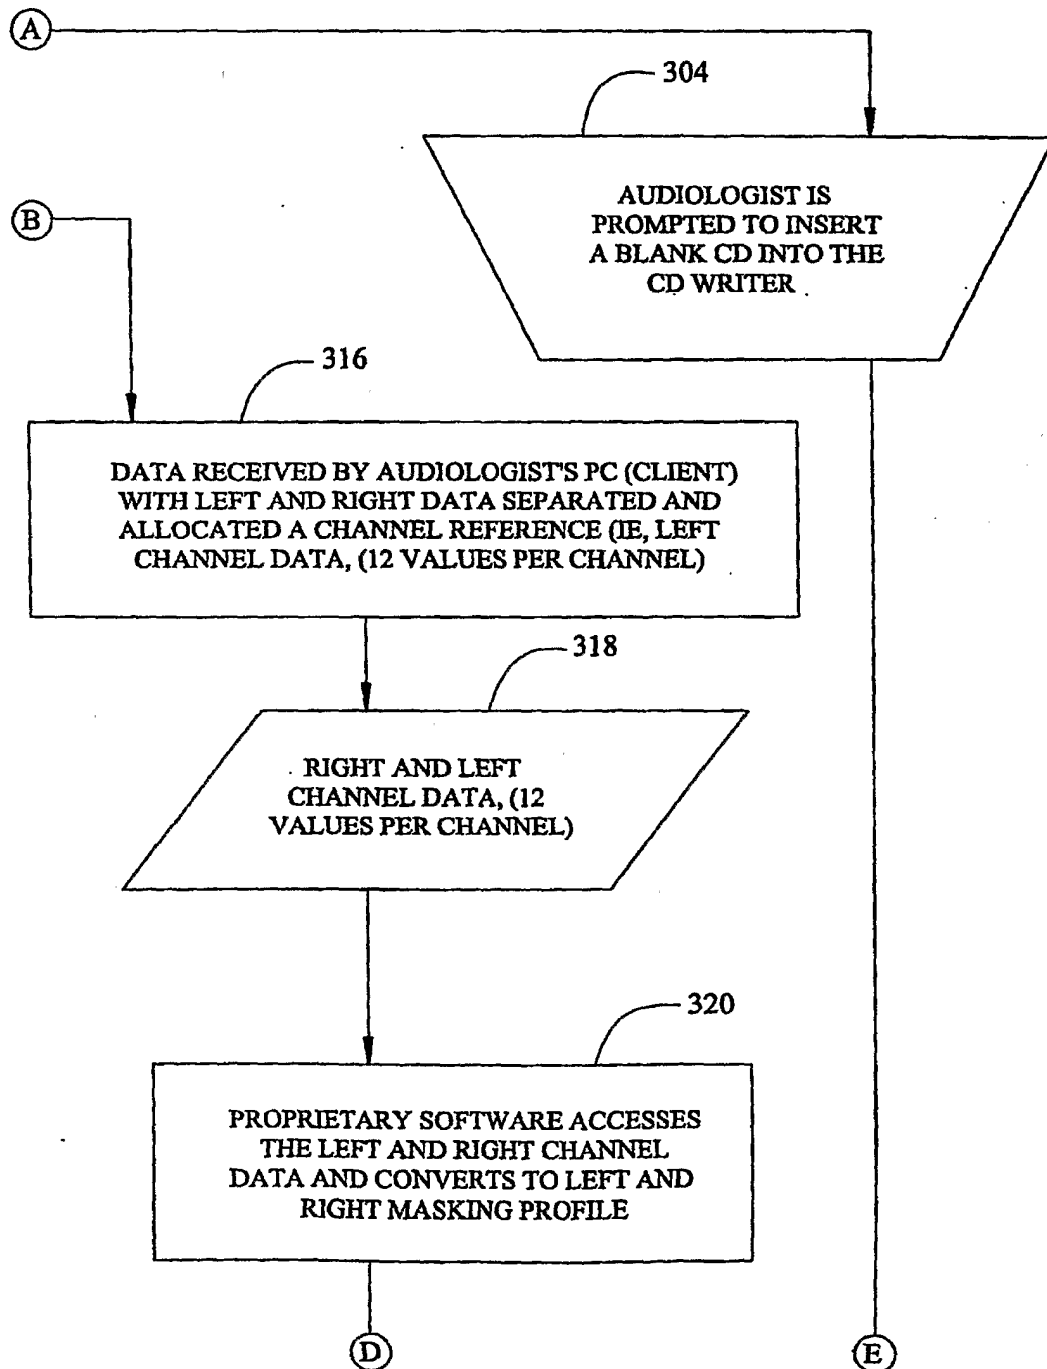 A
304
AUDIOLOGIST IS
PROMPTED TO INSERT
A BLANK CD INTO THE
CD WRITER
B
316
DATA RECEIVED BY AUDIOLOGIST'S PC (CLIENT)
WITH LEFT AND RIGHT DATA SEPARATED AND
ALLOCATED A CHANNEL REFERENCE (IE, LEFT
CHANNEL DATA, (12 VALUES PER CHANNEL)
318
RIGHT AND LEFT
CHANNEL DATA, (12
VALUES PER CHANNEL)
320
PROPRIETARY SOFTWARE ACCESSES
THE LEFT AND RIGHT CHANNEL
DATA AND CONVERTS TO LEFT AND
RIGHT MASKING PROFILE
D
E